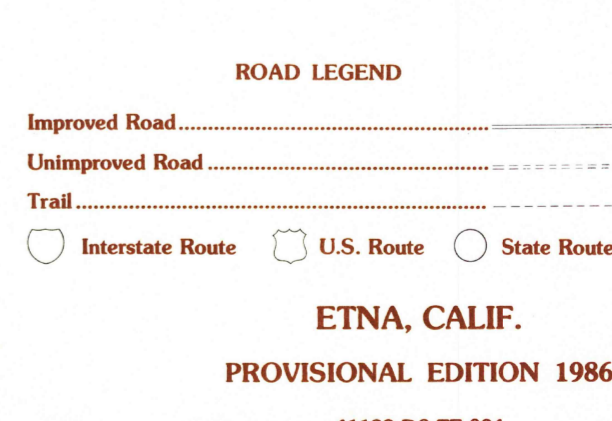 ROAD LEGEND
Improved Road
Unimproved Road
Trail
Interstate Route U.S. Route State Route
ETNA, CALIF.
PROVISIONAL EDITION 1986